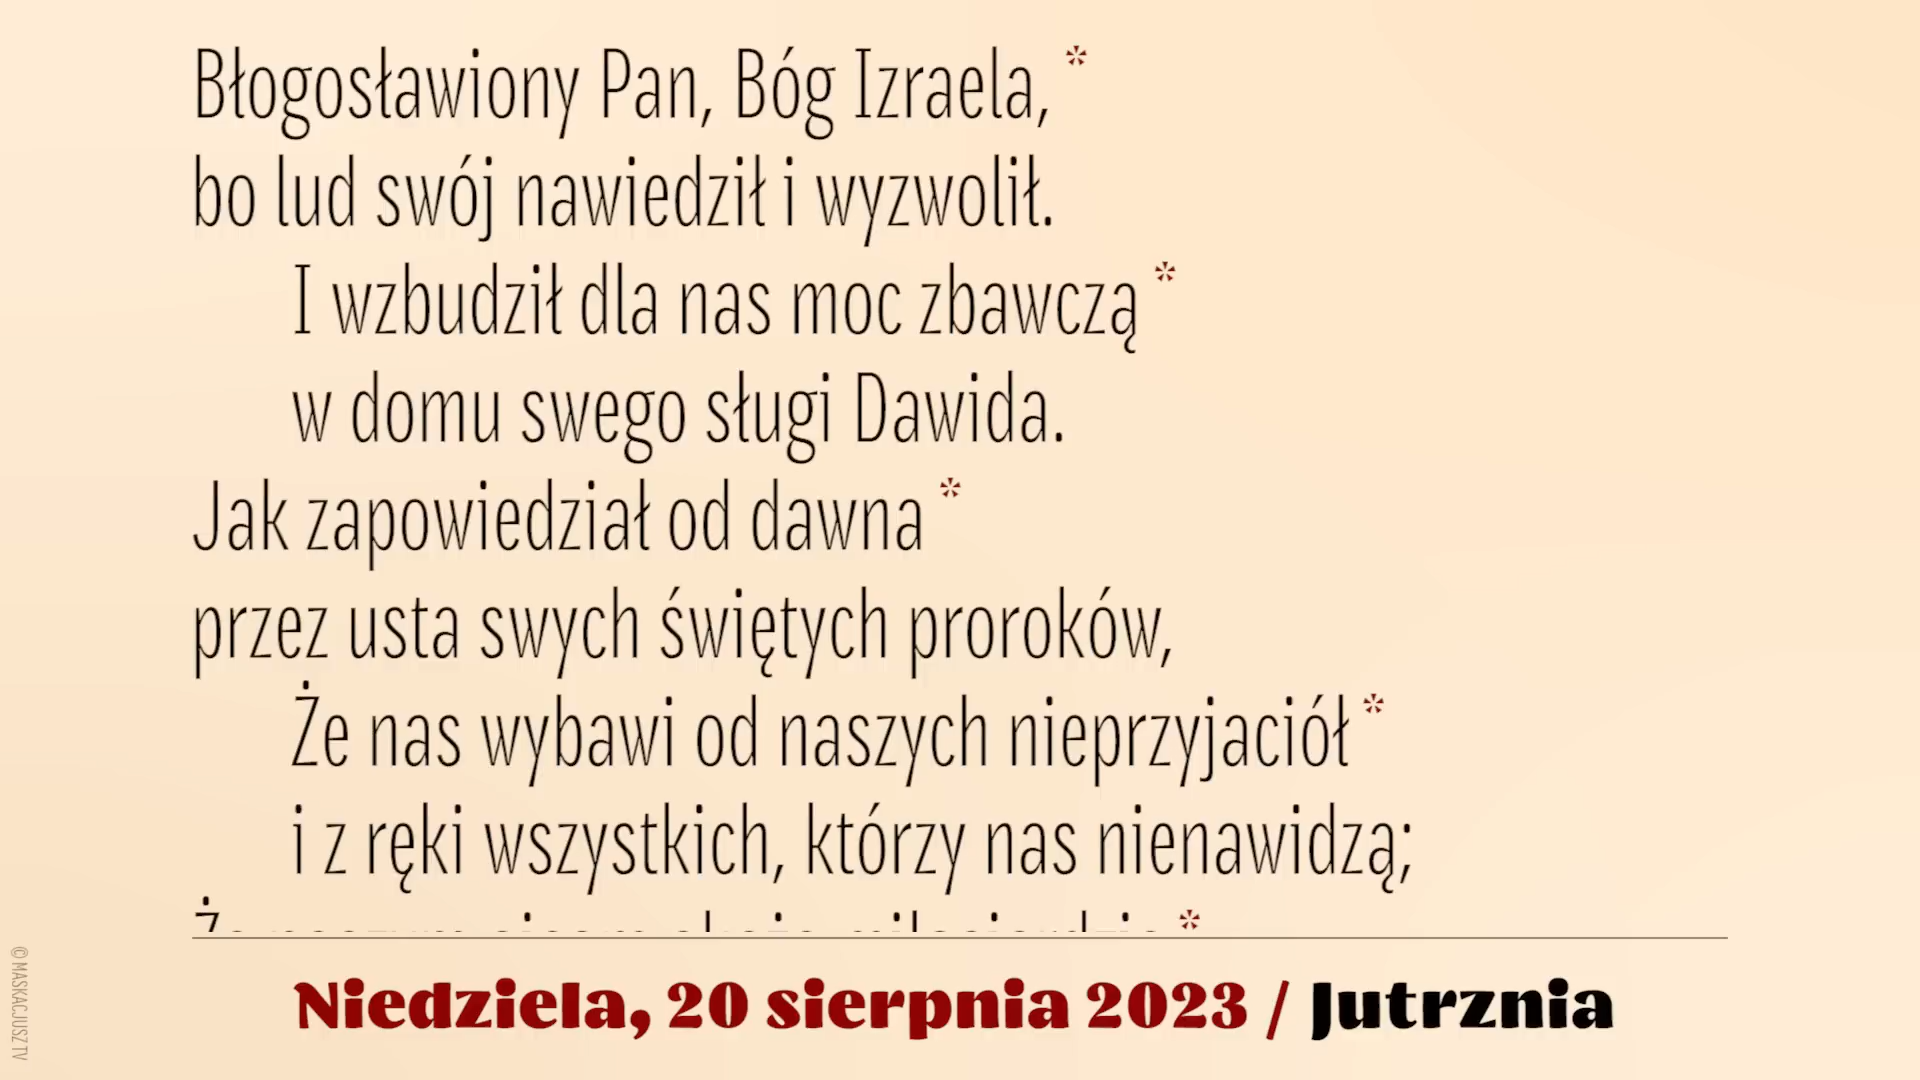 Błogosławiony Pan, Bóg Izraela, *
bo lud swój nawiedził i wyzwolił.
I wzbudził dla nas moc zbawczą *
w domu swego sługi Dawida.
Jak zapowiedział od dawna *
przez usta swych świętych proroków,
Że nas wybawi od naszych nieprzyjaciół *
i z ręki wszystkich, którzy nas nienawidzą;
*
Niedziela, 20 sierpnia 2023 / Jutrznia
© MASKACJUSZ TV